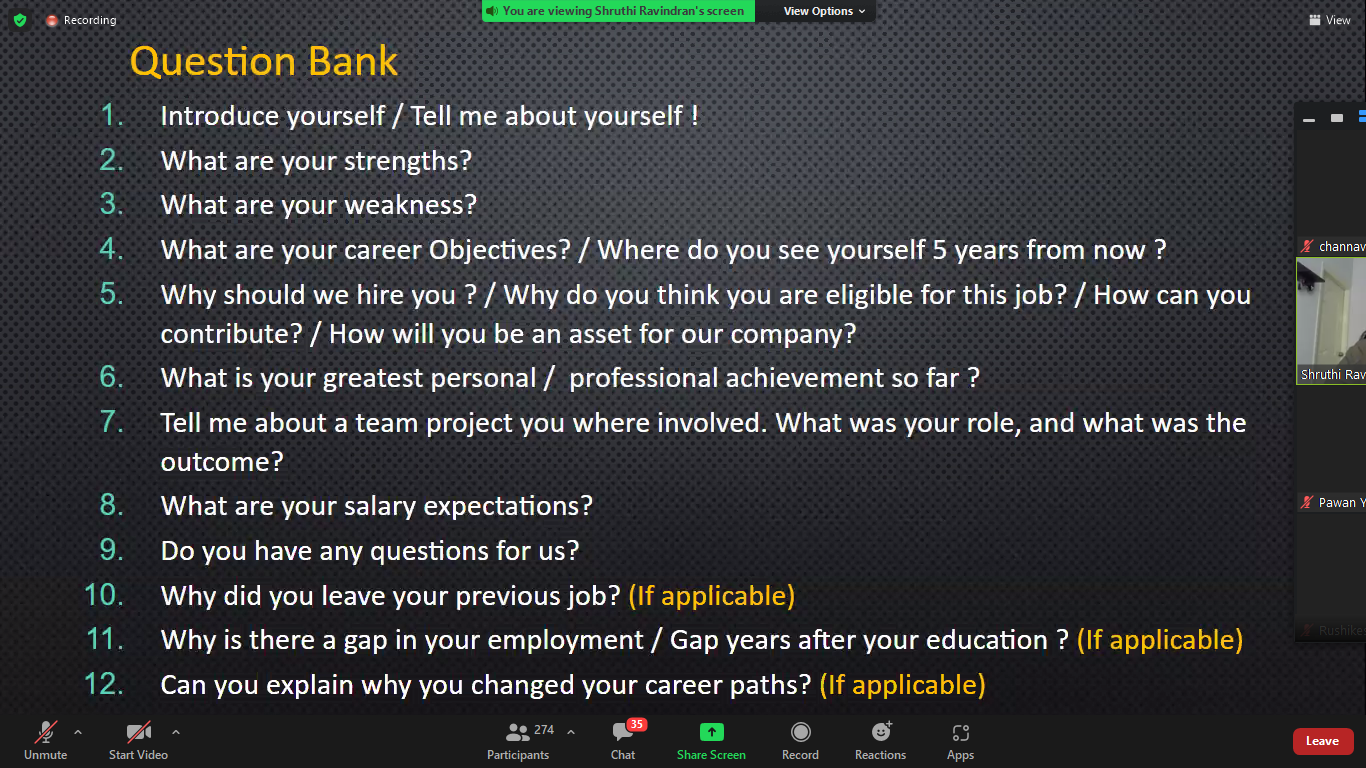 Recording
You are viewing Shruthi Ravindran's screen
View Options
View
Question Bank
1. Introduce yourself / Tell me about yourself !
2. What are your strengths?
3. What are your weakness?
4. What are your career Objectives? / Where do you see yourself 5 years from now ?
5. Why should we hire you ? / Why do you think you are eligible for this job? / How can you
contribute? / How will you be an asset for our company?
6. What is your greatest personal / professional achievement so far ?
7. Tell me about a team project you where involved. What was your role, and what was the
outcome?
8. What are your salary expectations?
9. Do you have any questions for us?
10. Why did you leave your previous job? (If applicable)
11. Why is there a gap in your employment / Gap years after your education ? (If applicable)
12. Can you explain why you changed your career paths? (If applicable)
channav
Shruthi Rav
Pawan Y
Rushike
Unmute
Start Video
274
Participants
35
Chat
Share Screen
Record
Reactions
Apps
Leave